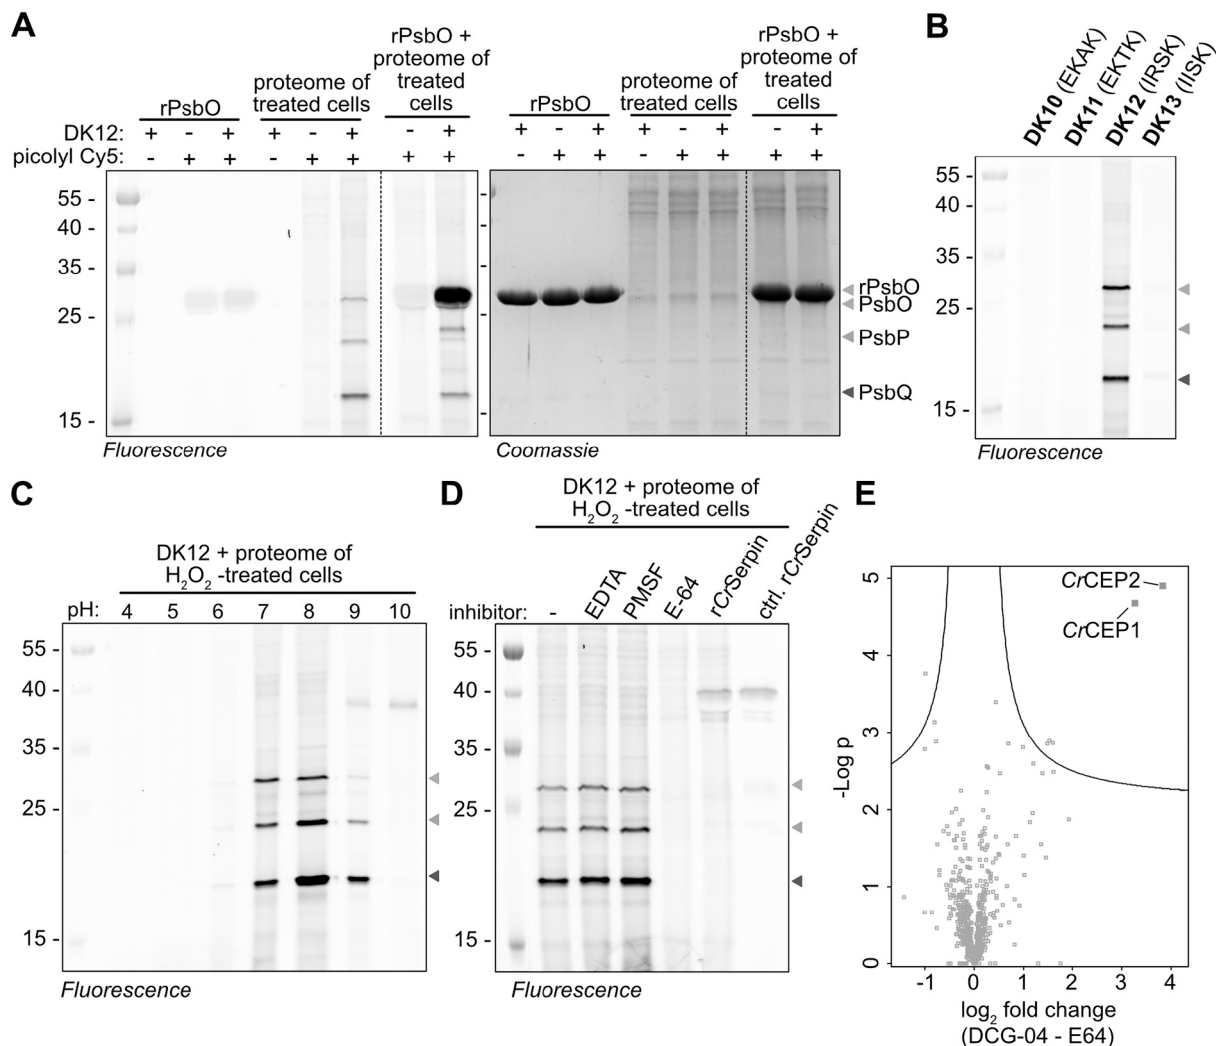 A
rPsbO
proteome of
treated cells
rPsbO +
proteome of
treated
cells
rPsbO
proteome of
treated cells
rPsbO +
proteome of
treated
cells
DK12: + - + + - + - + + - + + - + - +
picolyl Cy5: - + + - + + + + - + + - + + + +
55 -
40 -
35 -
25 -
15 -
rPsbO
PsbO
PsbP
PsbQ
Fluorescence
Coomassie
B
DK10 (EKAK)
DK11 (EKTK)
DK12 (IRSK)
DK13 (IISK)
55 -
40 -
35 -
25 -
15 -
Fluorescence
C
DK12 + proteome of
H2O2 -treated cells
pH: 4 5 6 7 8 9 10
55 -
40 -
35 -
25 -
15 -
Fluorescence
D
DK12 + proteome of
H2O2 -treated cells
inhibitor: - EDTA PMSF E-64 rCrSerpin ctrl. rCrSerpin
55 -
40 -
35 -
25 -
15 -
Fluorescence
E
CrCEP2
CrCEP1
-Log p
5
4
3
2
1
0
-1 0 1 2 3 4
log2 fold change
(DCG-04 - E64)